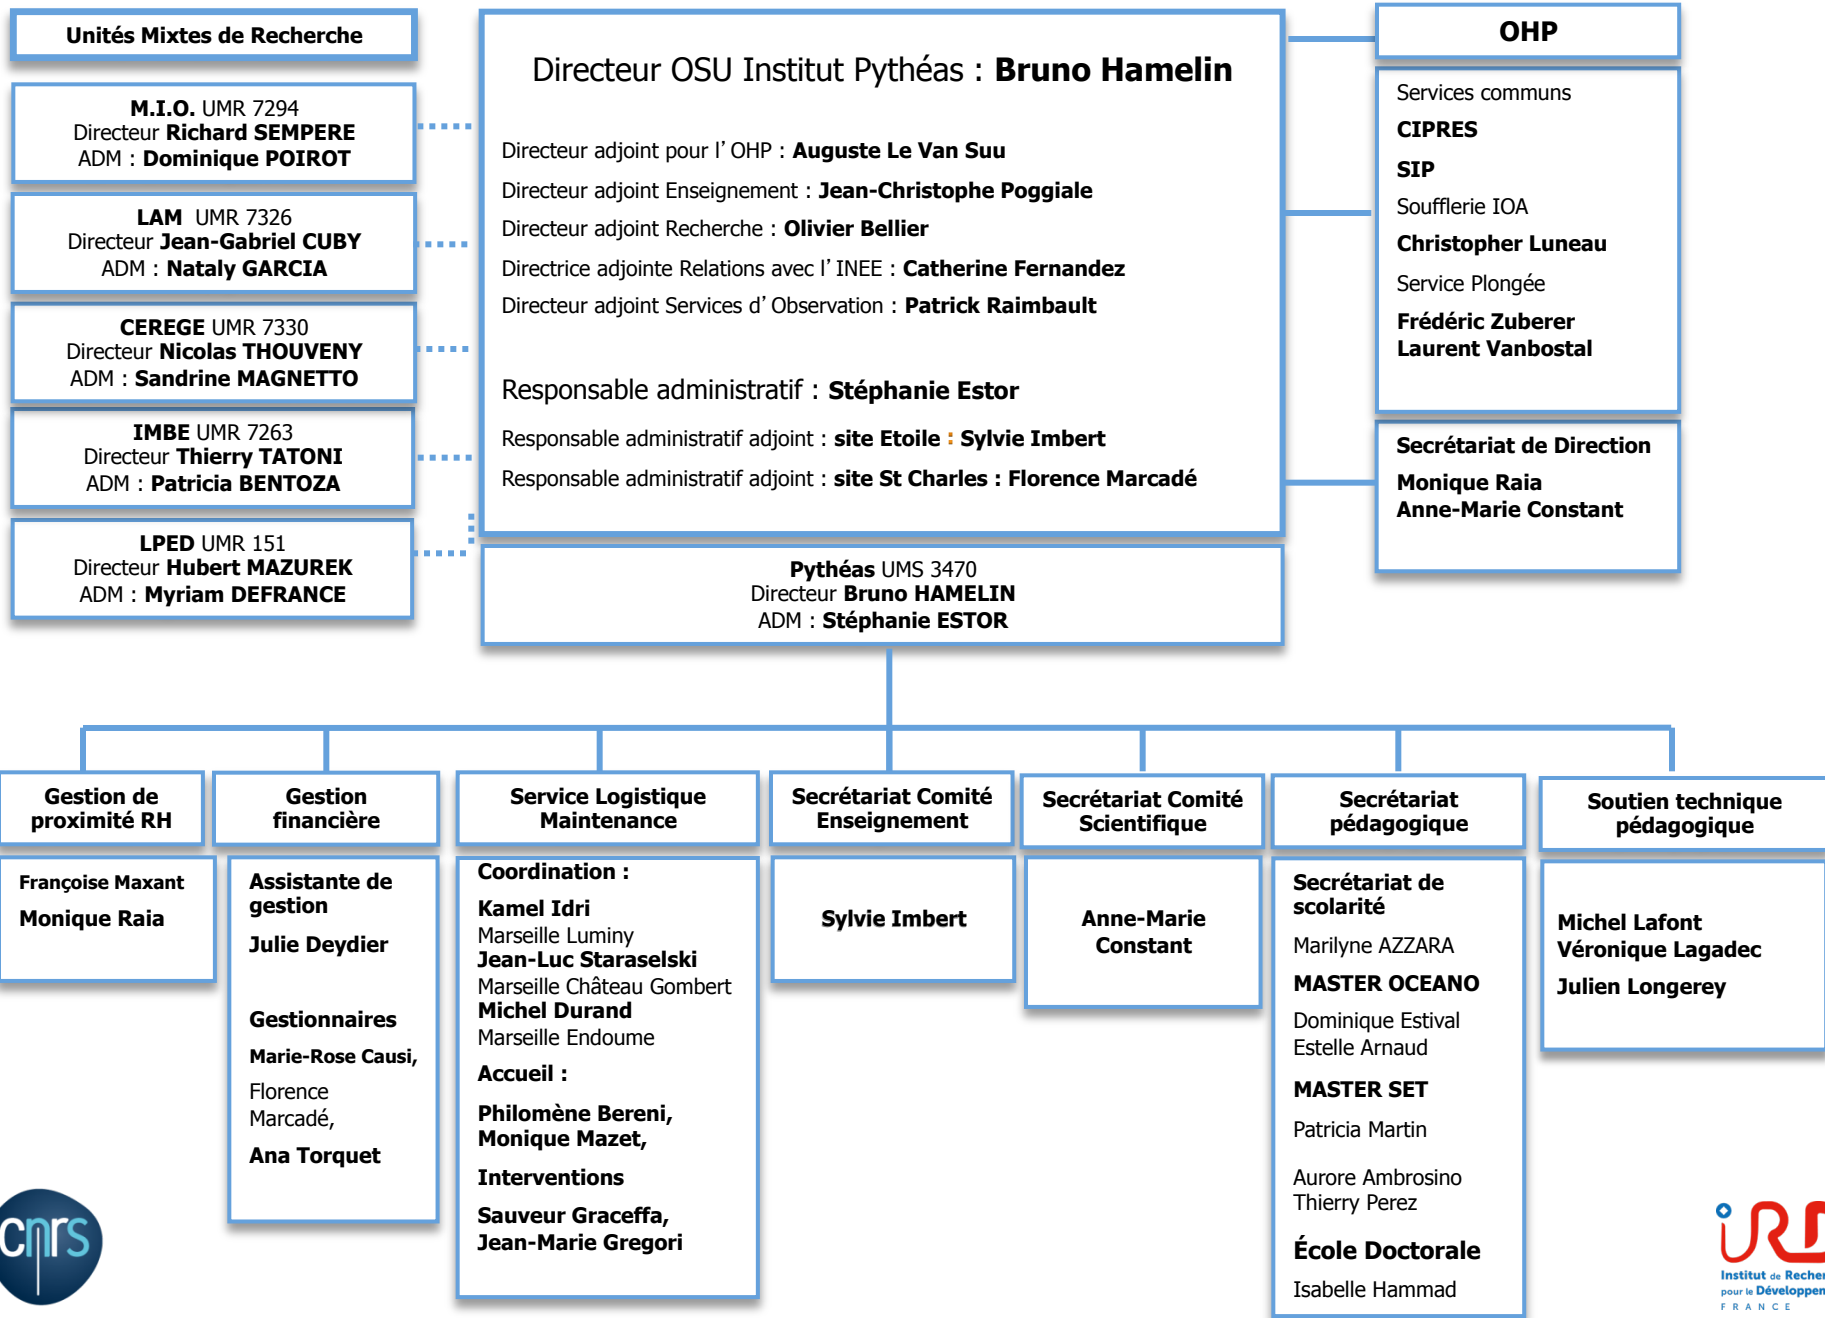 Unités Mixtes de Recherche
M.I.O. UMR 7294
Directeur Richard SEMPERE
ADM : Dominique POIROT
LAM UMR 7326
Directeur Jean-Gabriel CUBY
ADM : Nataly GARCIA
CEREGE UMR 7330
Directeur Nicolas THOUVENY
ADM : Sandrine MAGNETTO
IMBE UMR 7263
Directeur Thierry TATONI
ADM : Patricia BENTOZA
LPED UMR 151
Directeur Hubert MAZUREK
ADM : Myriam DEFRANCE
Directeur OSU Institut Pythéas : Bruno Hamelin
Directeur adjoint pour l'OHP : Auguste Le Van Suu
Directeur adjoint Enseignement : Jean-Christophe Poggiale
Directeur adjoint Recherche : Olivier Bellier
Directrice adjointe Relations avec l'INEE : Catherine Fernandez
Directeur adjoint Services d'Observation : Patrick Raimbault
Responsable administratif : Stéphanie Estor
Responsable administratif adjoint : site Etoile : Sylvie Imbert
Responsable administratif adjoint : site St Charles : Florence Marcadé
Pythéas UMS 3470
Directeur Bruno HAMELIN
ADM : Stéphanie ESTOR
OHP
Services communs
CIPRES
SIP
Soufflerie IOA
Christopher Luneau
Service Plongée
Frédéric Zuberer
Laurent Vanbostal
Secrétariat de Direction
Monique Raia
Anne-Marie Constant
Gestion de
proximité RH
Françoise Maxant
Monique Raia
Gestion
financière
Assistante de
gestion
Julie Deydier
Gestionnaires
Marie-Rose Causi,
Florence
Marcadé,
Ana Torquet
Service Logistique
Maintenance
Coordination :
Kamel Idri
Marseille Luminy
Jean-Luc Staraselski
Marseille Château Gombert
Michel Durand
Marseille Endoume
Accueil :
Philomène Bereni,
Monique Mazet,
Interventions
Sauveur Graceffa,
Jean-Marie Gregori
Secrétariat Comité
Enseignement
Sylvie Imbert
Secrétariat Comité
Scientifique
Anne-Marie
Constant
Secrétariat
pédagogique
Secrétariat de
scolarité
Marilyne AZZARA
MASTER OCEANO
Dominique Estival
Estelle Arnaud
MASTER SET
Patricia Martin
Aurore Ambrosino
Thierry Perez
École Doctorale
Isabelle Hammad
Soutien technique
pédagogique
Michel Lafont
Véronique Lagadec
Julien Longerey
cnrs
IRD
Institut de Recher
pour le Développen
FRANCE